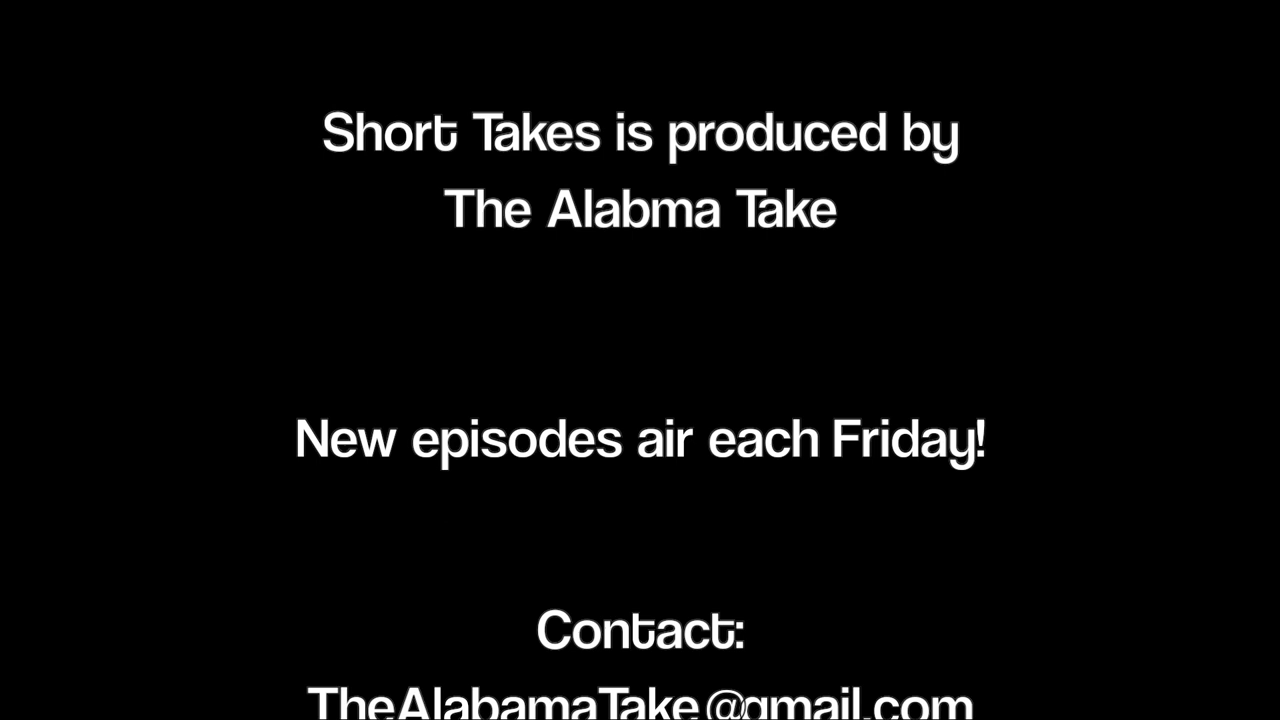 Short Takes is produced by
The Alabma Take
New episodes air each Friday!
Contact:
TheAlabamaTake@gmail.com